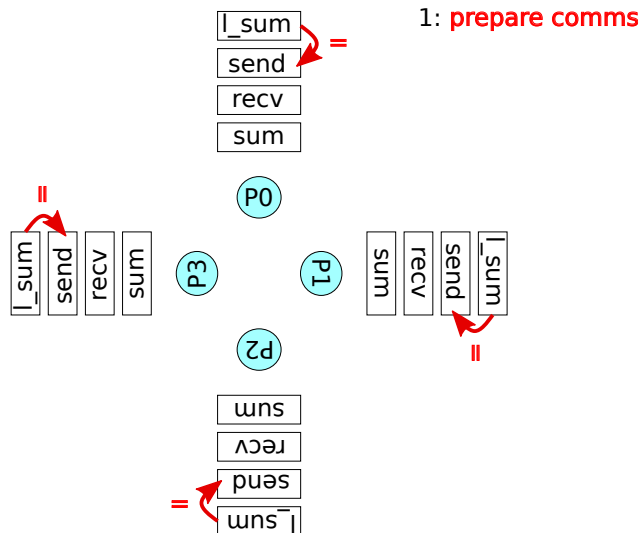 1: prepare comms
l_sum
=
send
recv
sum
P0
=
l_sum
send
recv
sum
P3
P1
sum
recv
send
l_sum
=
P2
sum
recv
send
=
l_sum